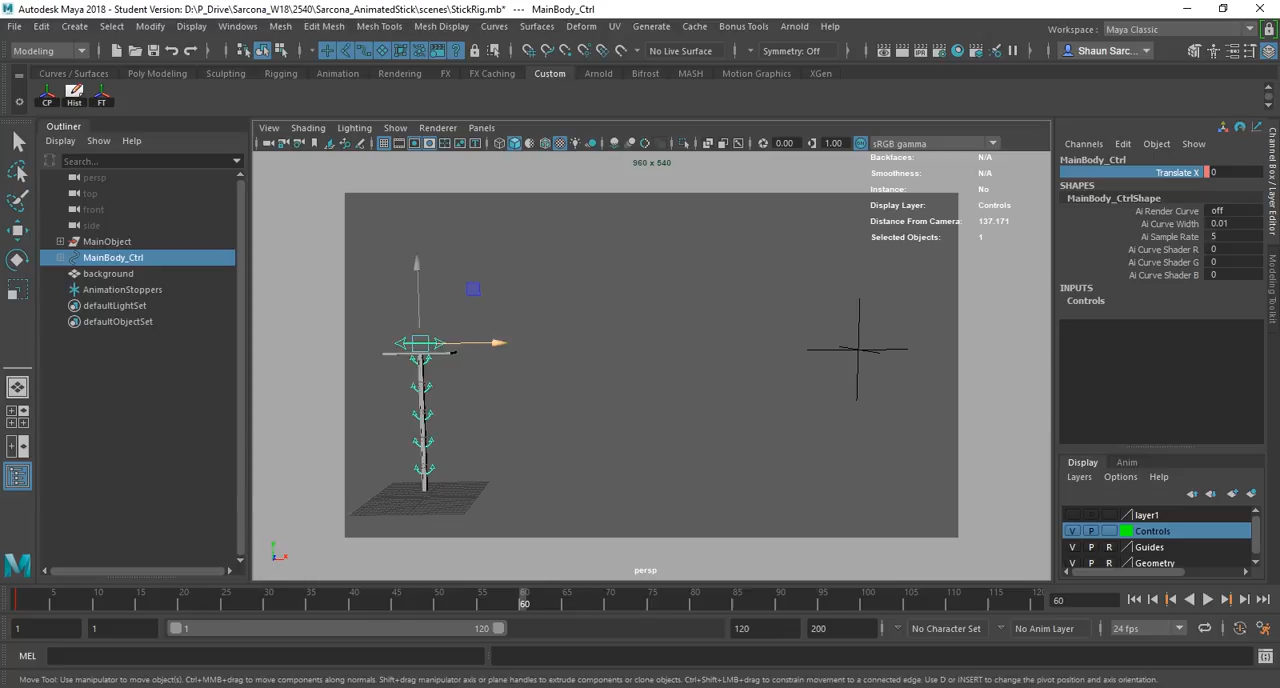 Autodesk Maya 2018 - Student Version: D:\P_Drive\Sarcona_W18\2540\Sarcona_AnimatedStick\scenes\StickRig.mb* --- MainBody_Ctrl
File Edit Create Select Modify Display Windows Mesh Edit Mesh Mesh Tools Mesh Display Curves Surfaces Deform UV Generate Cache Bonus Tools Arnold Help
Workspace: Maya Classic
Modeling No Live Surface Symmetry: Off Shaun Sarc...
Curves / Surfaces Poly Modeling Sculpting Rigging Animation Rendering FX FX Caching Custom Arnold Bifrost MASH Motion Graphics XGen
CP Hist FT
Outliner
Display Show Help
Search...
persp
top
front
side
MainObject
MainBody_Ctrl
background
AnimationStoppers
defaultLightSet
defaultObjectSet
View Shading Lighting Show Renderer Panels
0.00 1.00 sRGB gamma
960 x 540
Backfaces: N/A
Smoothness: N/A
Instance: No
Display Layer: Controls
Distance From Camera: 137.171
Selected Objects: 1
persp
Channels Edit Object Show
MainBody_Ctrl
Translate X 0
SHAPES
MainBody_CtrlShape
Ai Render Curve off
Ai Curve Width 0.01
Ai Sample Rate 5
Ai Curve Shader R 0
Ai Curve Shader G 0
Ai Curve Shader B 0
INPUTS
Controls
Channel Box / Layer Editor
Modeling Toolkit
Display Anim
Layers Options Help
layer1
V P Controls
V P R Guides
V P R Geometry
5 10 15 20 25 30 35 40 45 50 55 60 65 70 75 80 85 90 95 100 105 110 115 120
60
60
1 1 1 120 120 200 No Character Set No Anim Layer 24 fps
MEL
Move Tool: Use manipulator to move object(s). Ctrl+MMB+drag to move components along normals. Shift+drag manipulator axis or plane handles to extrude components or clone objects. Ctrl+Shift+LMB+drag to constrain movement to a connected edge. Use D or INSERT to change the pivot position and axis orientation.